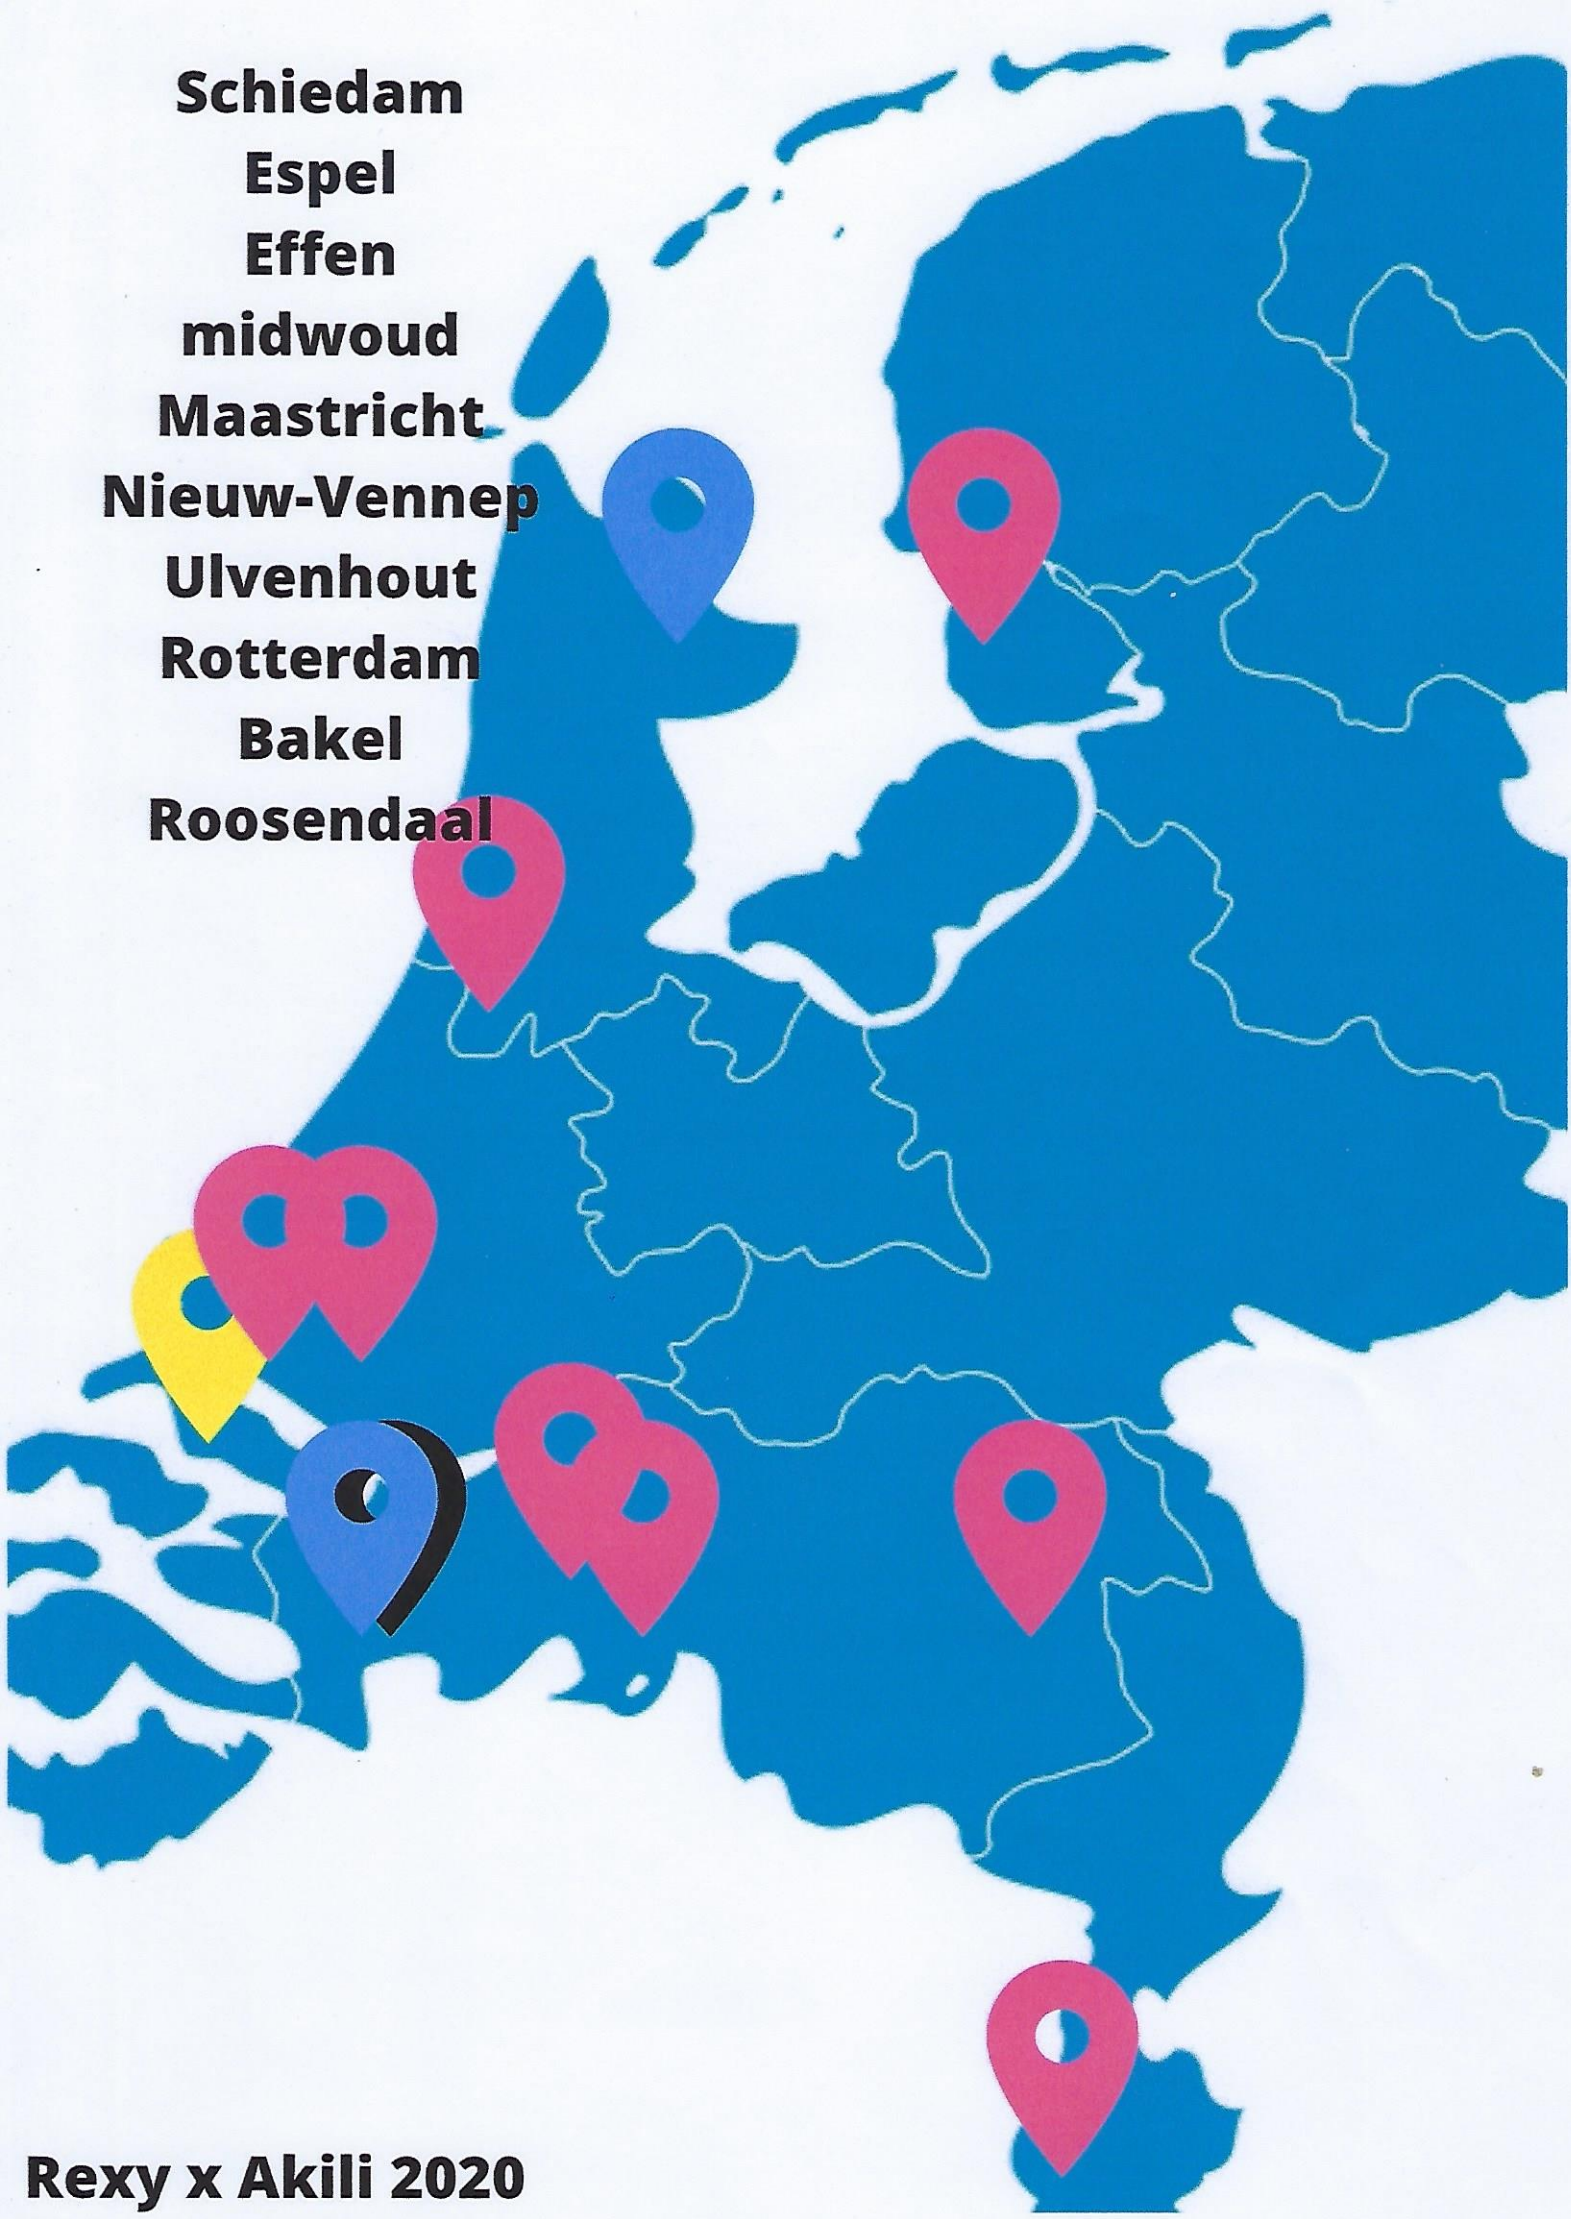 Schiedam
Espel
Effen
midwoud
Maastricht
Nieuw-Vennep
Ulvenhout
Rotterdam
Bakel
Roosendaal
Rexy x Akili 2020